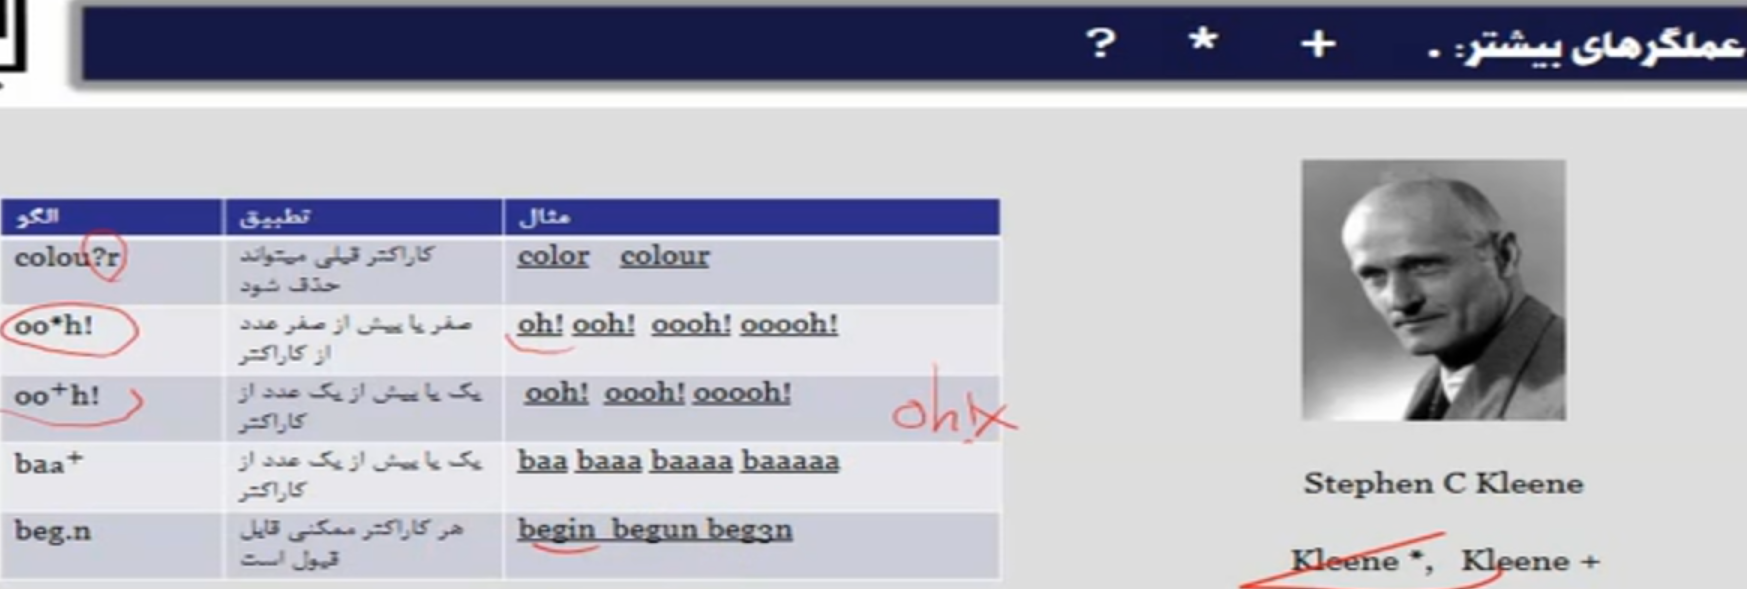 عملگرهای بیشتر: . + * ?
الگو تطبیق مثال
colou?r کاراکتر قبلی میتواند color colour
حذف شود
oo*h! صفر یا بیش از صفر عدد oh! ooh! oooh! ooooh!
از کاراکتر
oo+h! یک یا بیش از یک عدد از ooh! oooh! ooooh!
کاراکتر
oh!x
baa+ یک یا بیش از یک عدد از baa baaa baaaa baaaaa
کاراکتر
beg.n هر کاراکتر ممکنی قابل begin begun beg3n
قبول است
Stephen C Kleene
Kleene *, Kleene +